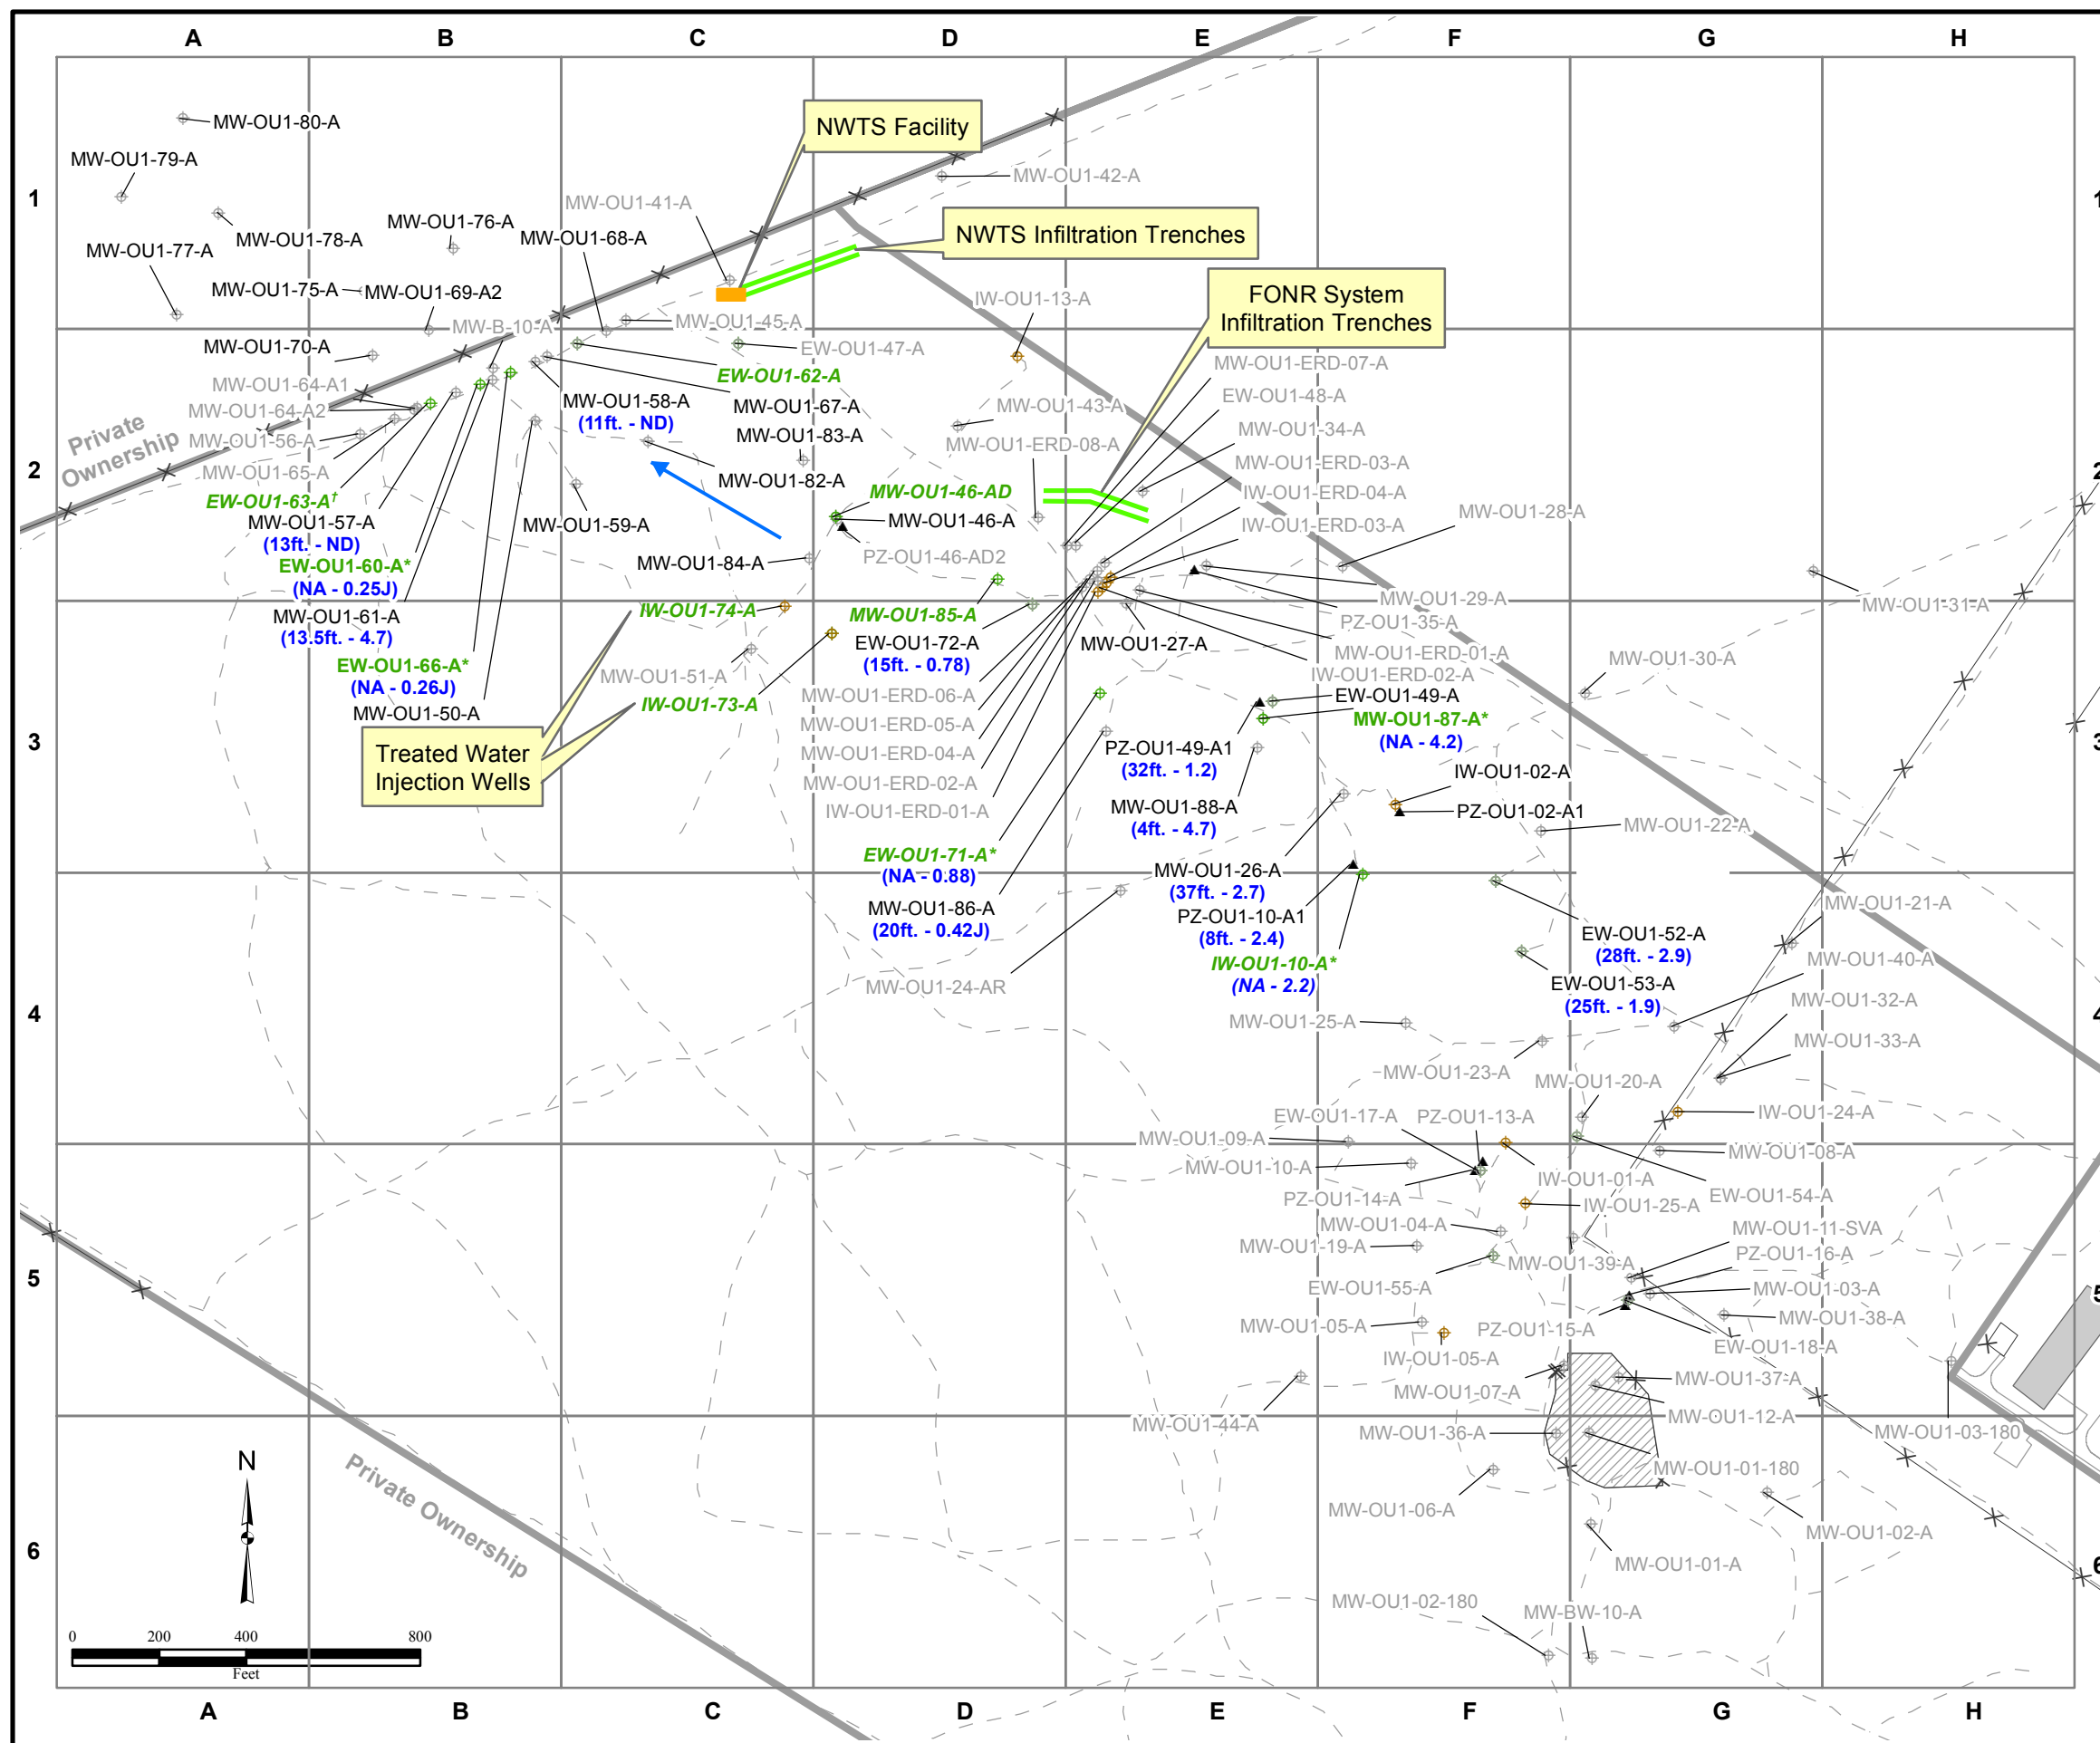 A B C D E F G H
MW-OU1-80-A
NWTS Facility
MW-OU1-79-A
MW-OU1-42-A
1
1
MW-OU1-41-A
MW-OU1-76-A
MW-OU1-68-A
MW-OU1-78-A
NWTS Infiltration Trenches
MW-OU1-77-A
MW-OU1-75-A
MW-OU1-69-A2
FONR System
Infiltration Trenches
IW-OU1-13-A
MW-B-10-A
MW-OU1-45-A
MW-OU1-70-A
EW-OU1-47-A
MW-OU1-ERD-07-A
EW-OU1-62-A
MW-OU1-64-A1
EW-OU1-48-A
MW-OU1-64-A2
MW-OU1-58-A
(11ft. - ND)
MW-OU1-67-A
MW-OU1-43-A
MW-OU1-34-A
Private
Ownership
MW-OU1-56-A
MW-OU1-83-A
MW-OU1-ERD-08-A
MW-OU1-ERD-03-A
2
2
MW-OU1-65-A
MW-OU1-82-A
MW-OU1-46-AD
IW-OU1-ERD-04-A
EW-OU1-63-A†
MW-OU1-57-A
(13ft. - ND)
MW-OU1-59-A
MW-OU1-46-A
IW-OU1-ERD-03-A
MW-OU1-28-A
PZ-OU1-46-AD2
EW-OU1-60-A*
(NA - 0.25J)
MW-OU1-84-A
MW-OU1-61-A
(13.5ft. - 4.7)
IW-OU1-74-A
MW-OU1-85-A
MW-OU1-29-A
MW-OU1-31-A
PZ-OU1-35-A
EW-OU1-72-A
(15ft. - 0.78)
MW-OU1-27-A
MW-OU1-ERD-01-A
IW-OU1-ERD-02-A
MW-OU1-30-A
EW-OU1-66-A*
(NA - 0.26J)
MW-OU1-51-A
MW-OU1-50-A
IW-OU1-73-A
MW-OU1-ERD-06-A
EW-OU1-49-A
MW-OU1-87-A*
(NA - 4.2)
MW-OU1-ERD-05-A
Treated Water
Injection Wells
MW-OU1-ERD-04-A
PZ-OU1-49-A1
(32ft. - 1.2)
3
3
MW-OU1-ERD-02-A
IW-OU1-02-A
IW-OU1-ERD-01-A
MW-OU1-88-A
(4ft. - 4.7)
PZ-OU1-02-A1
MW-OU1-22-A
EW-OU1-71-A*
(NA - 0.88)
MW-OU1-26-A
(37ft. - 2.7)
MW-OU1-86-A
(20ft. - 0.42J)
PZ-OU1-10-A1
(8ft. - 2.4)
MW-OU1-21-A
EW-OU1-52-A
(28ft. - 2.9)
IW-OU1-10-A*
(NA - 2.2)
MW-OU1-40-A
MW-OU1-24-AR
EW-OU1-53-A
(25ft. - 1.9)
MW-OU1-32-A
4
4
MW-OU1-25-A
MW-OU1-33-A
MW-OU1-23-A
MW-OU1-20-A
EW-OU1-17-A
PZ-OU1-13-A
IW-OU1-24-A
MW-OU1-09-A
MW-OU1-08-A
MW-OU1-10-A
IW-OU1-01-A
PZ-OU1-14-A
EW-OU1-54-A
IW-OU1-25-A
MW-OU1-04-A
MW-OU1-11-SVA
MW-OU1-19-A
PZ-OU1-16-A
MW-OU1-39-A
5
5
EW-OU1-55-A
MW-OU1-03-A
MW-OU1-05-A
PZ-OU1-15-A
MW-OU1-38-A
EW-OU1-18-A
IW-OU1-05-A
MW-OU1-37-A
MW-OU1-07-A
MW-OU1-44-A
MW-OU1-12-A
MW-OU1-36-A
MW-OU1-03-180
N
Private Ownership
MW-OU1-01-180
MW-OU1-06-A
MW-OU1-02-A
6
6
MW-OU1-01-A
MW-OU1-02-180
MW-BW-10-A
0 200 400 800
Feet
A B C D E F G H